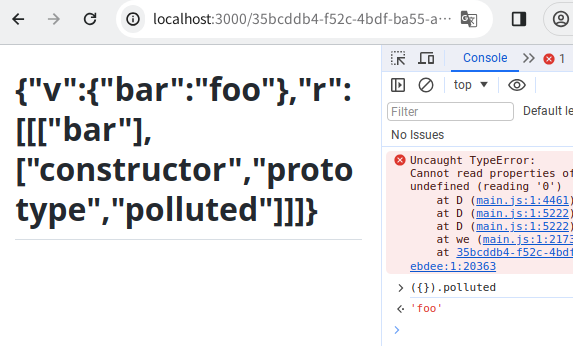 localhost:3000/35bcddb4-f52c-4bdf-ba55-a…
{"v":{"bar":"foo"},"r":
[[["bar"],
["constructor","proto
type","polluted"]]]}
Console
1
top
Filter
Default le
No Issues
Uncaught TypeError:
Cannot read properties of
undefined (reading '0')
at D (main.js:1:4461)
at D (main.js:1:5222)
at D (main.js:1:5222)
at we (main.js:1:2173
at 35bcddb4-f52c-4bdf
ebdee:1:20363
({}).polluted
'foo'